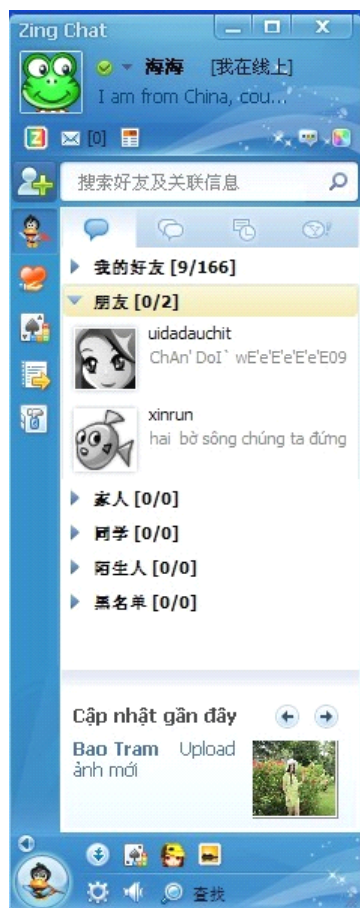 Zing Chat
海海 [我在线上]
I am from China, cou...
[0]
搜索好友及关联信息
我的好友 [9/166]
朋友 [0/2]
uidadauchit
ChAn' DoI` wE'e'E'e'E'e'E09
xinrun
hai bờ sông chúng ta đứng
家人 [0/0]
同学 [0/0]
陌生人 [0/0]
黑名单 [0/0]
Cập nhật gần đây
Bao Tram Upload
ảnh mới
查找